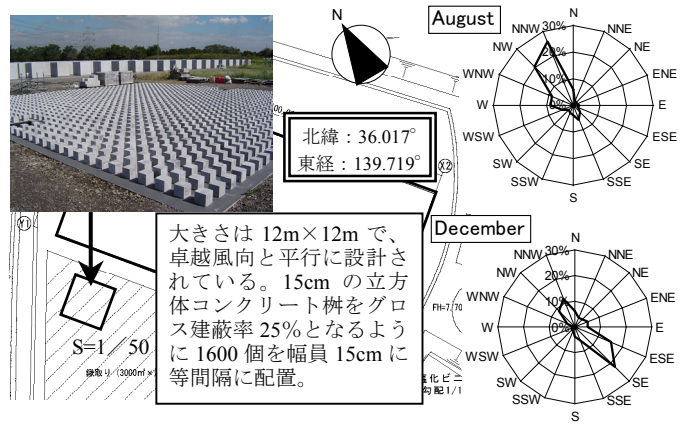 N
北緯：36.017°
東経：139.719°
X2
Y1
S=1／50
FH=7.70
大きさは 12m×12m で、
卓越風向と平行に設計さ
れている。15cm の立方
体コンクリート桝をグロ
ス建蔽率 25%となるよう
に 1600 個を幅員 15cm に
等間隔に配置。
August
30%
20%
10%
0%
N
NNE
NE
ENE
E
ESE
SE
SSE
S
SSW
SW
WSW
W
WNW
NW
NNW
December
30%
20%
10%
0%
N
NNE
NE
ENE
E
ESE
SE
SSE
S
SSW
SW
WSW
W
WNW
NW
NNW